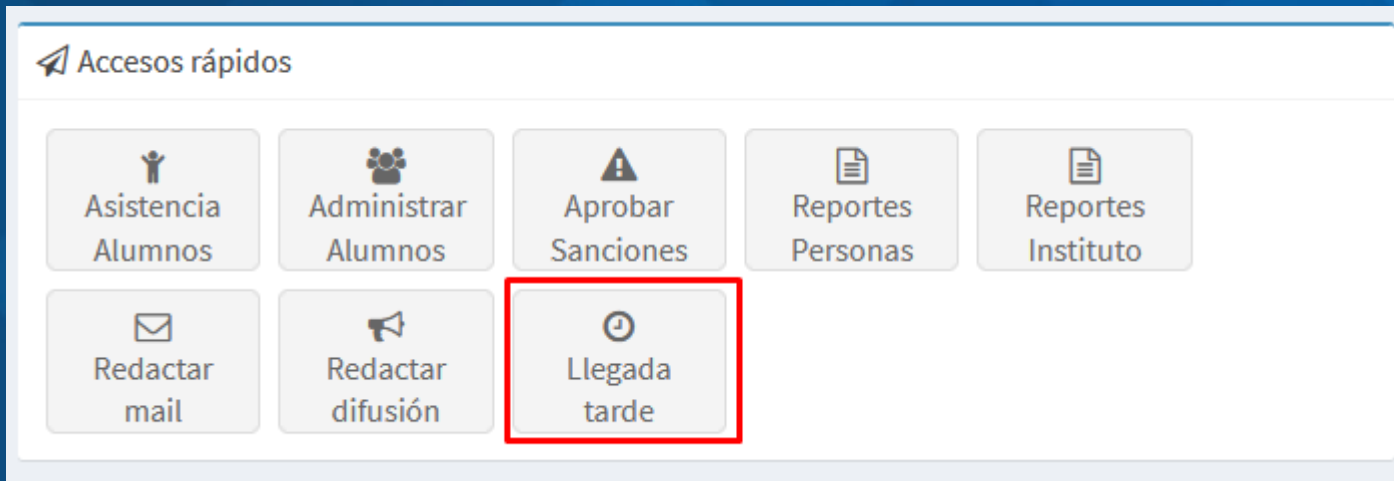 Accesos rápidos
Asistencia
Alumnos
Administrar
Alumnos
Aprobar
Sanciones
Reportes
Personas
Reportes
Instituto
Redactar
mail
Redactar
difusión
Llegada
tarde